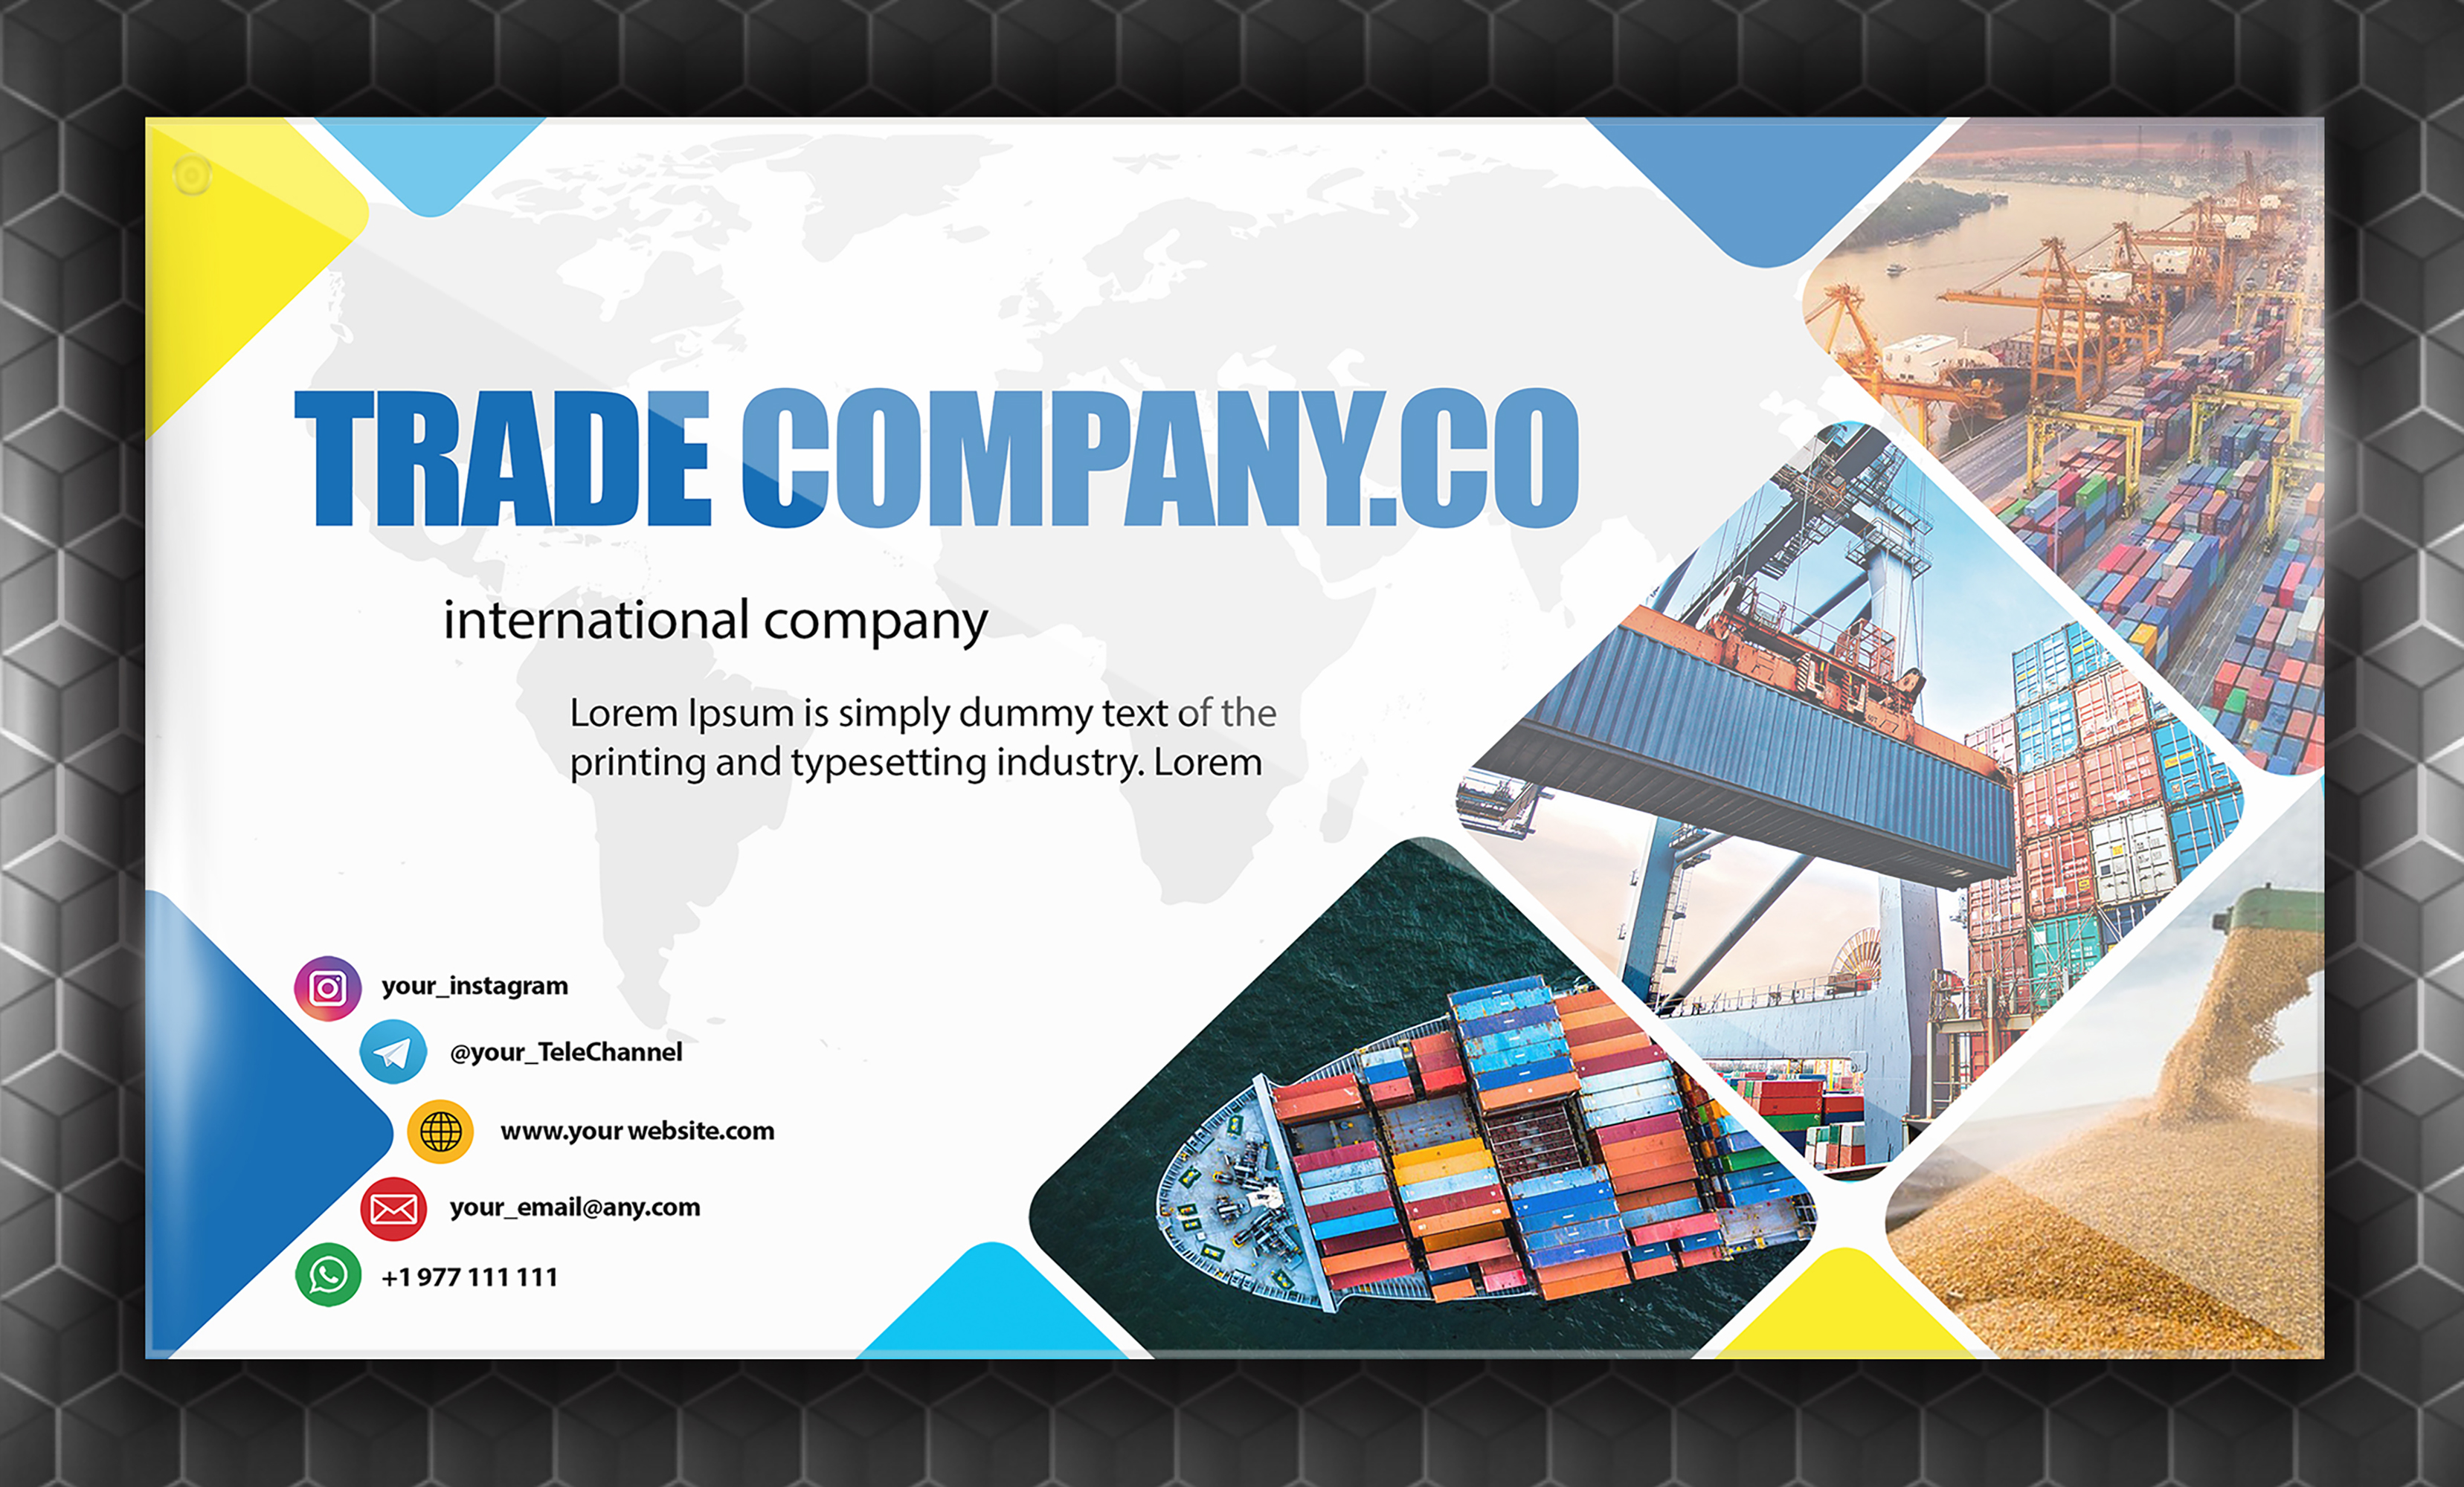 TRADE COMPANY.CO
international company
Lorem Ipsum is simply dummy text of the
printing and typesetting industry. Lorem
your_instagram
@your_TeleChannel
www.your website.com
your_email@any.com
+1 977 111 111